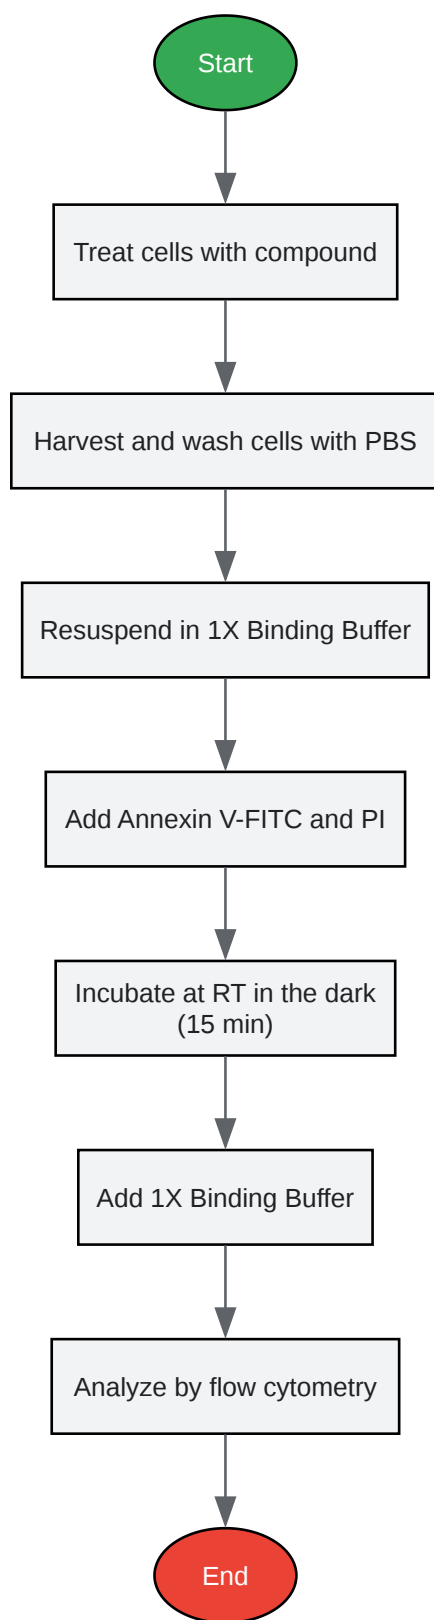 Start
Treat cells with compound
Harvest and wash cells with PBS
Resuspend in 1X Binding Buffer
Add Annexin V-FITC and PI
Incubate at RT in the dark
(15 min)
Add 1X Binding Buffer
Analyze by flow cytometry
End